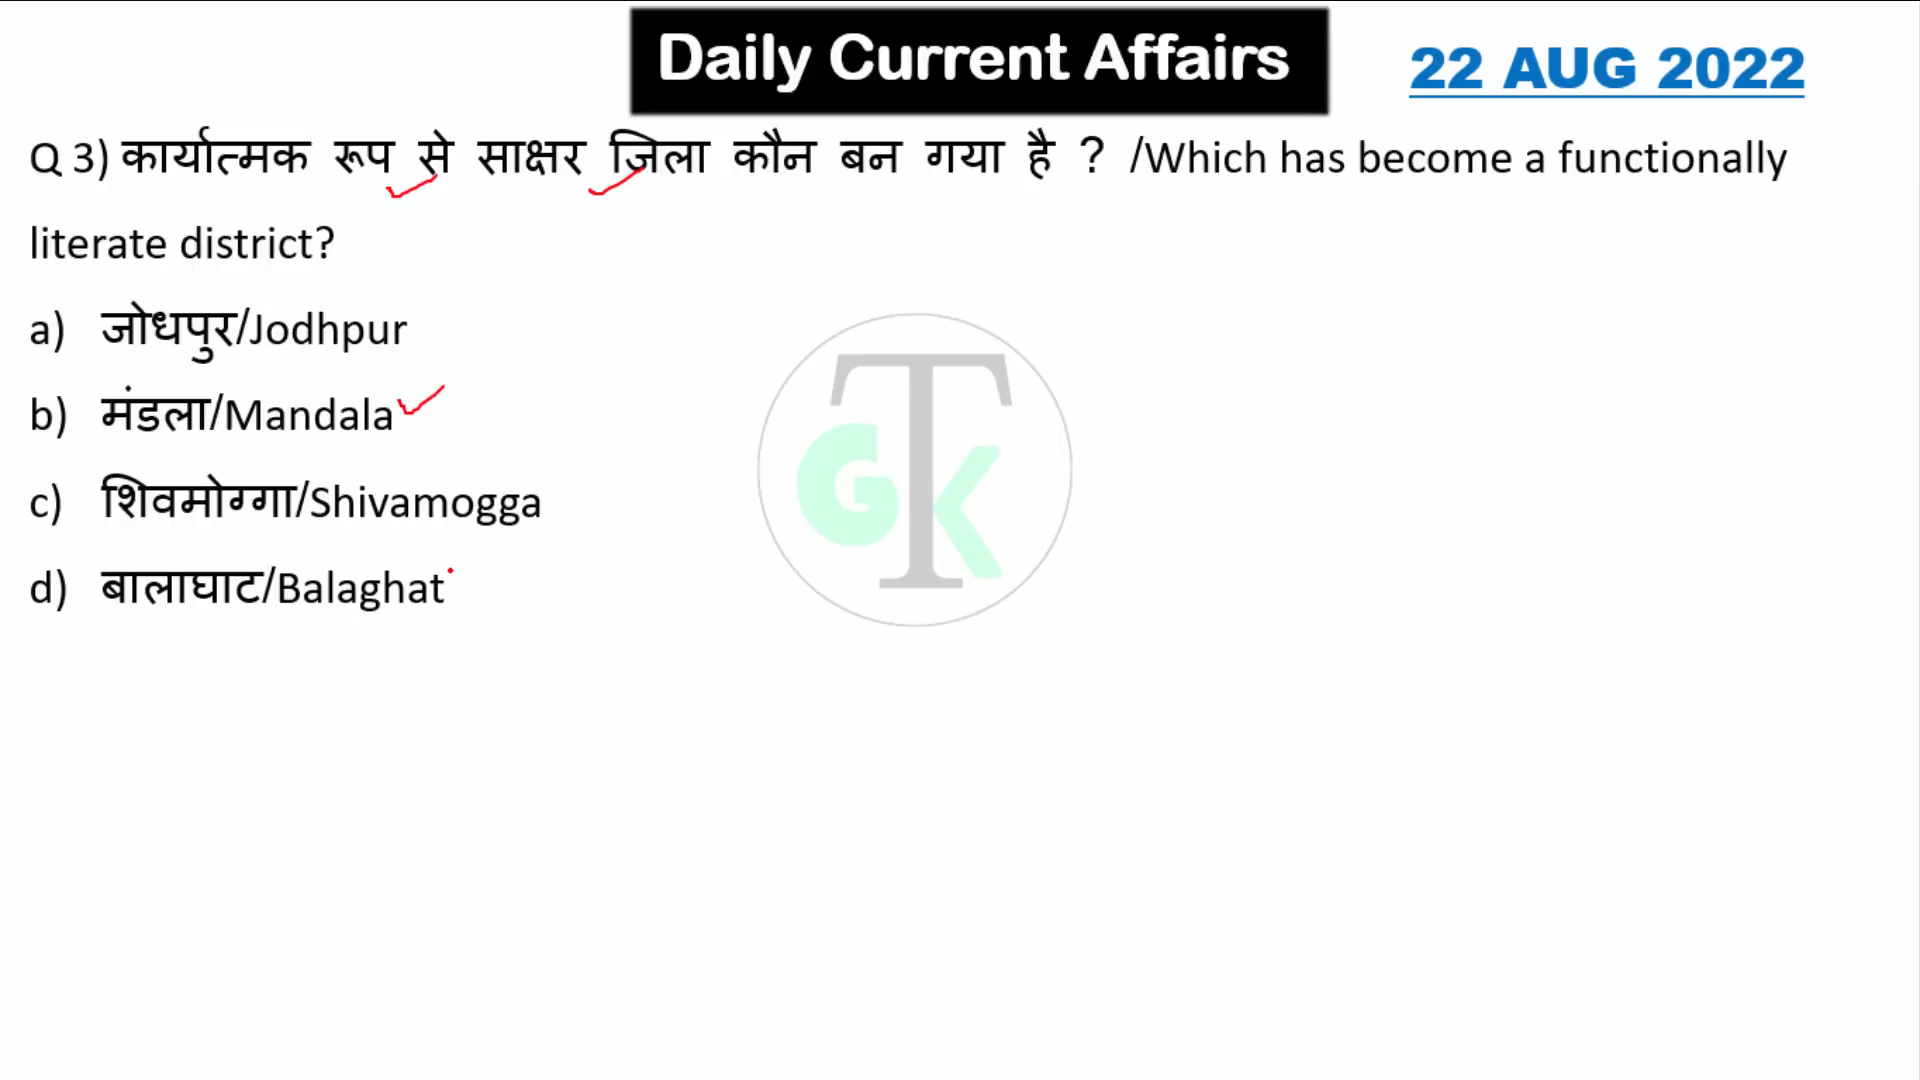 Daily Current Affairs
22 AUG 2022
Q 3) कार्यात्मक रूप से साक्षर जिला कौन बन गया है ? /Which has become a functionally
literate district?
a) जोधपुर/Jodhpur
b) मंडला/Mandala
c) शिवमोग्गा/Shivamogga
d) बालाघाट/Balaghat
GTK